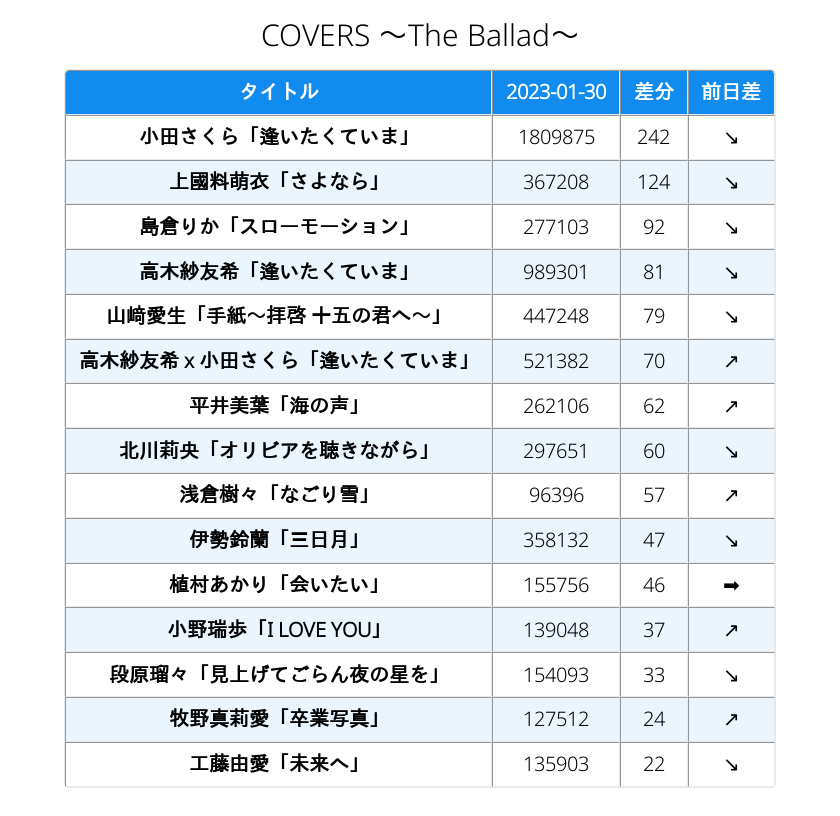 COVERS 〜The Ballad〜
タイトル 2023-01-30 差分 前日差
小田さくら「逢いたくていま」 1809875 242 ↘
上國料萌衣「さよなら」 367208 124 ↘
島倉りか「スローモーション」 277103 92 ↘
高木紗友希「逢いたくていま」 989301 81 ↘
山﨑愛生「手紙〜拝啓 十五の君へ〜」 447248 79 ↘
高木紗友希 x 小田さくら「逢いたくていま」 521382 70 ↗
平井美葉「海の声」 262106 62 ↗
北川莉央「オリビアを聴きながら」 297651 60 ↘
浅倉樹々「なごり雪」 96396 57 ↗
伊勢鈴蘭「三日月」 358132 47 ↘
植村あかり「会いたい」 155756 46 ➡
小野瑞歩「I LOVE YOU」 139048 37 ↗
段原瑠々「見上げてごらん夜の星を」 154093 33 ↘
牧野真莉愛「卒業写真」 127512 24 ↗
工藤由愛「未来へ」 135903 22 ↘